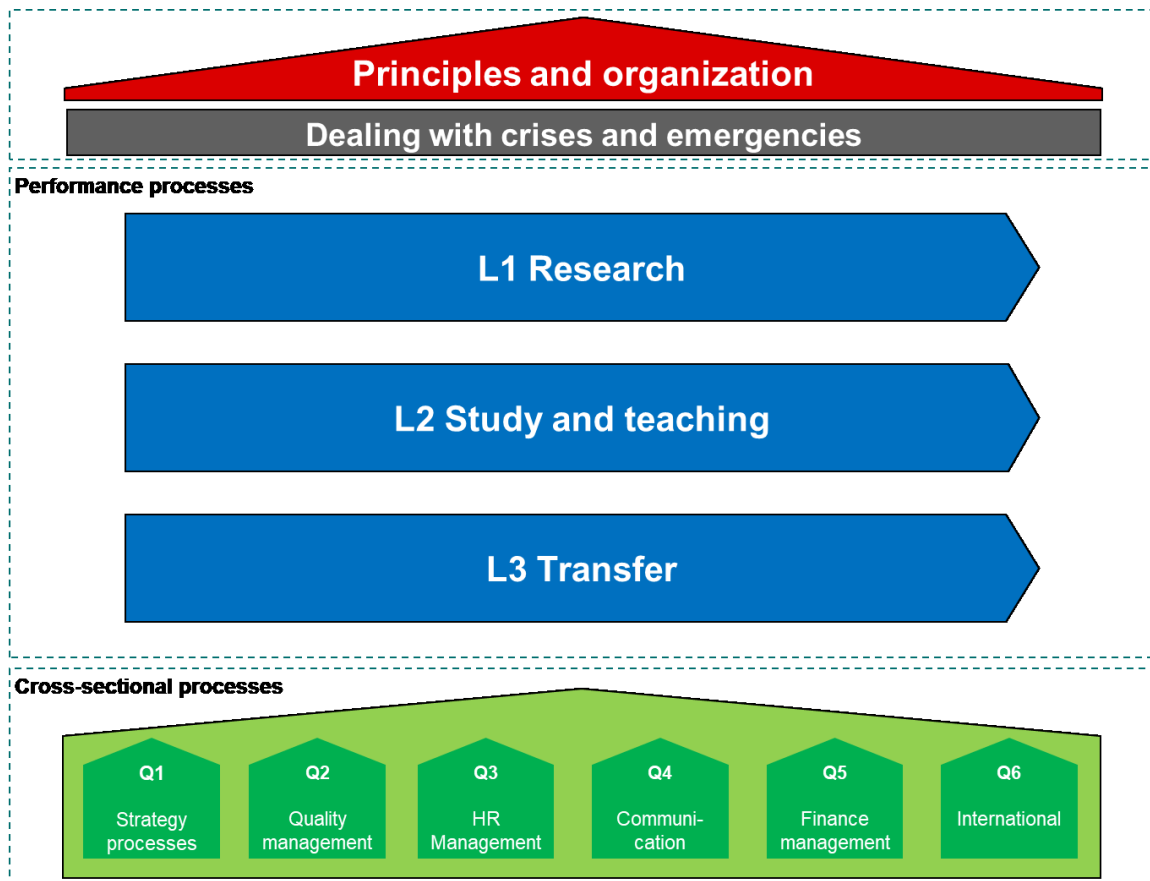 Principles and organization
Dealing with crises and emergencies
Performance processes
L1 Research
L2 Study and teaching
L3 Transfer
Cross-sectional processes
Q1
Strategy
processes
Q2
Quality
management
Q3
HR
Management
Q4
Communi-
cation
Q5
Finance
management
Q6
International